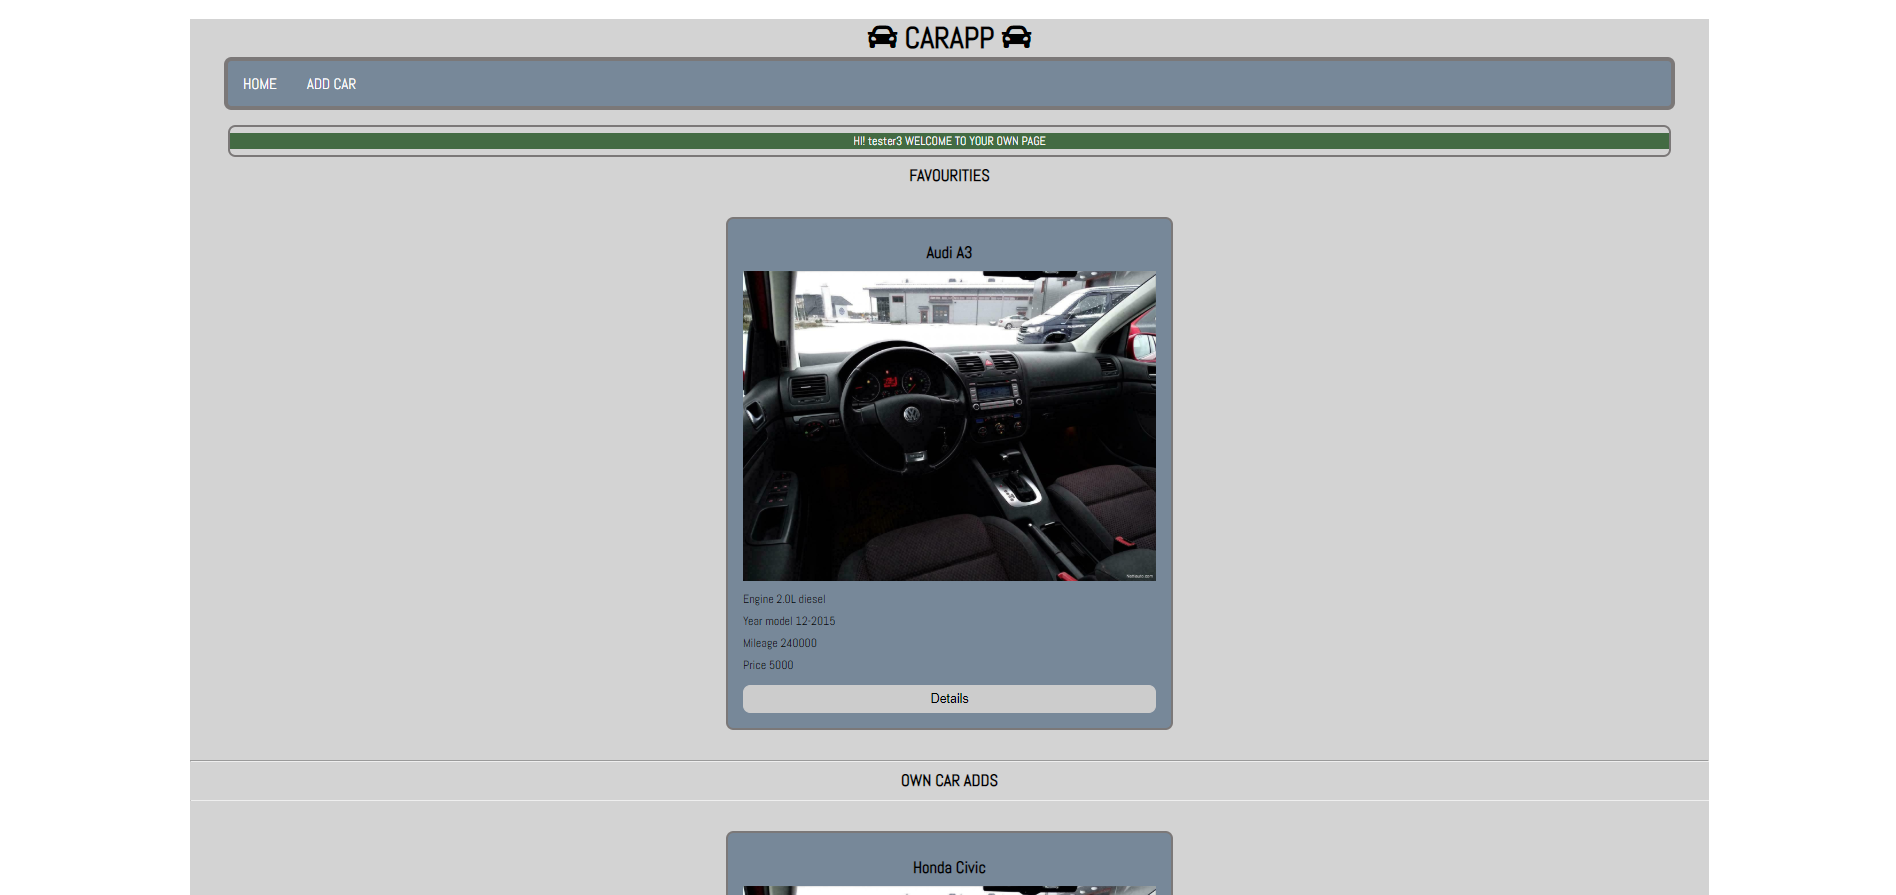 CARAPP
HOME ADD CAR
HI! tester3 WELCOME TO YOUR OWN PAGE
FAVOURITIES
Audi A3
Engine 2.0L diesel
Year model 12-2015
Mileage 240000
Price 5000
Details
OWN CAR ADDS
Honda Civic